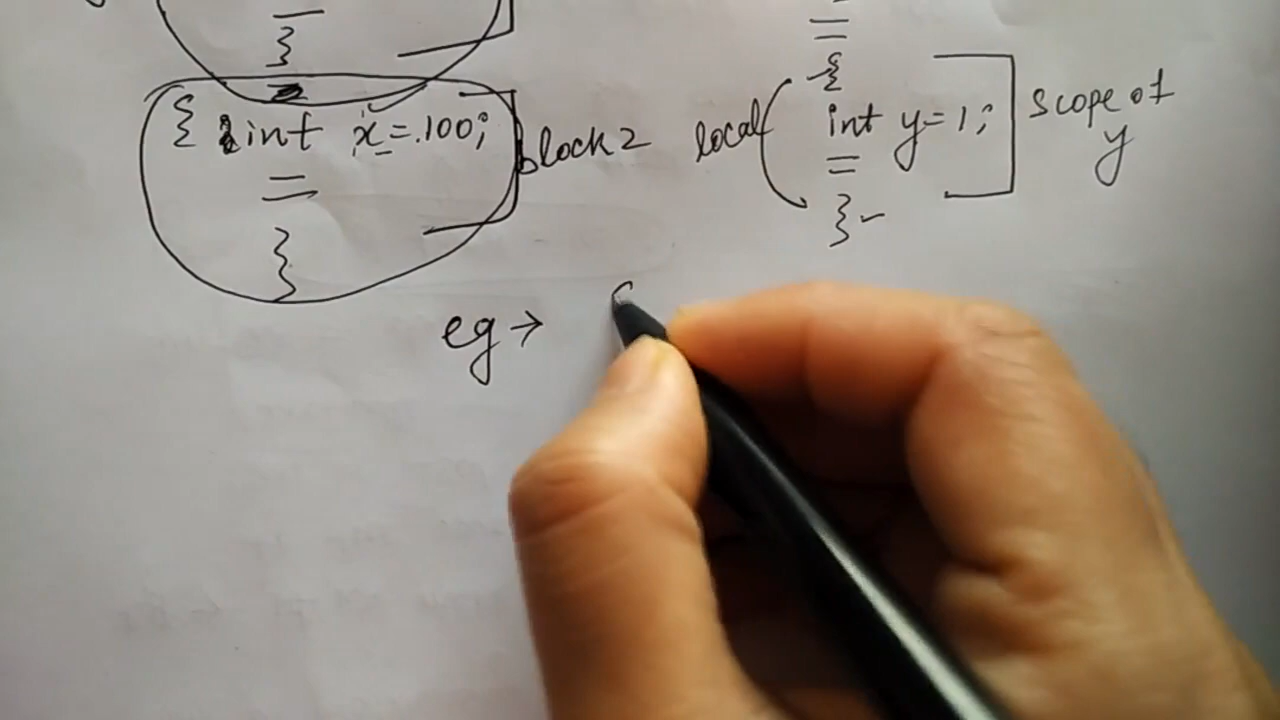 }
{ int x = 100; block 2
=
}
=
{
local int y = 1; scope of y
=
}
eg →